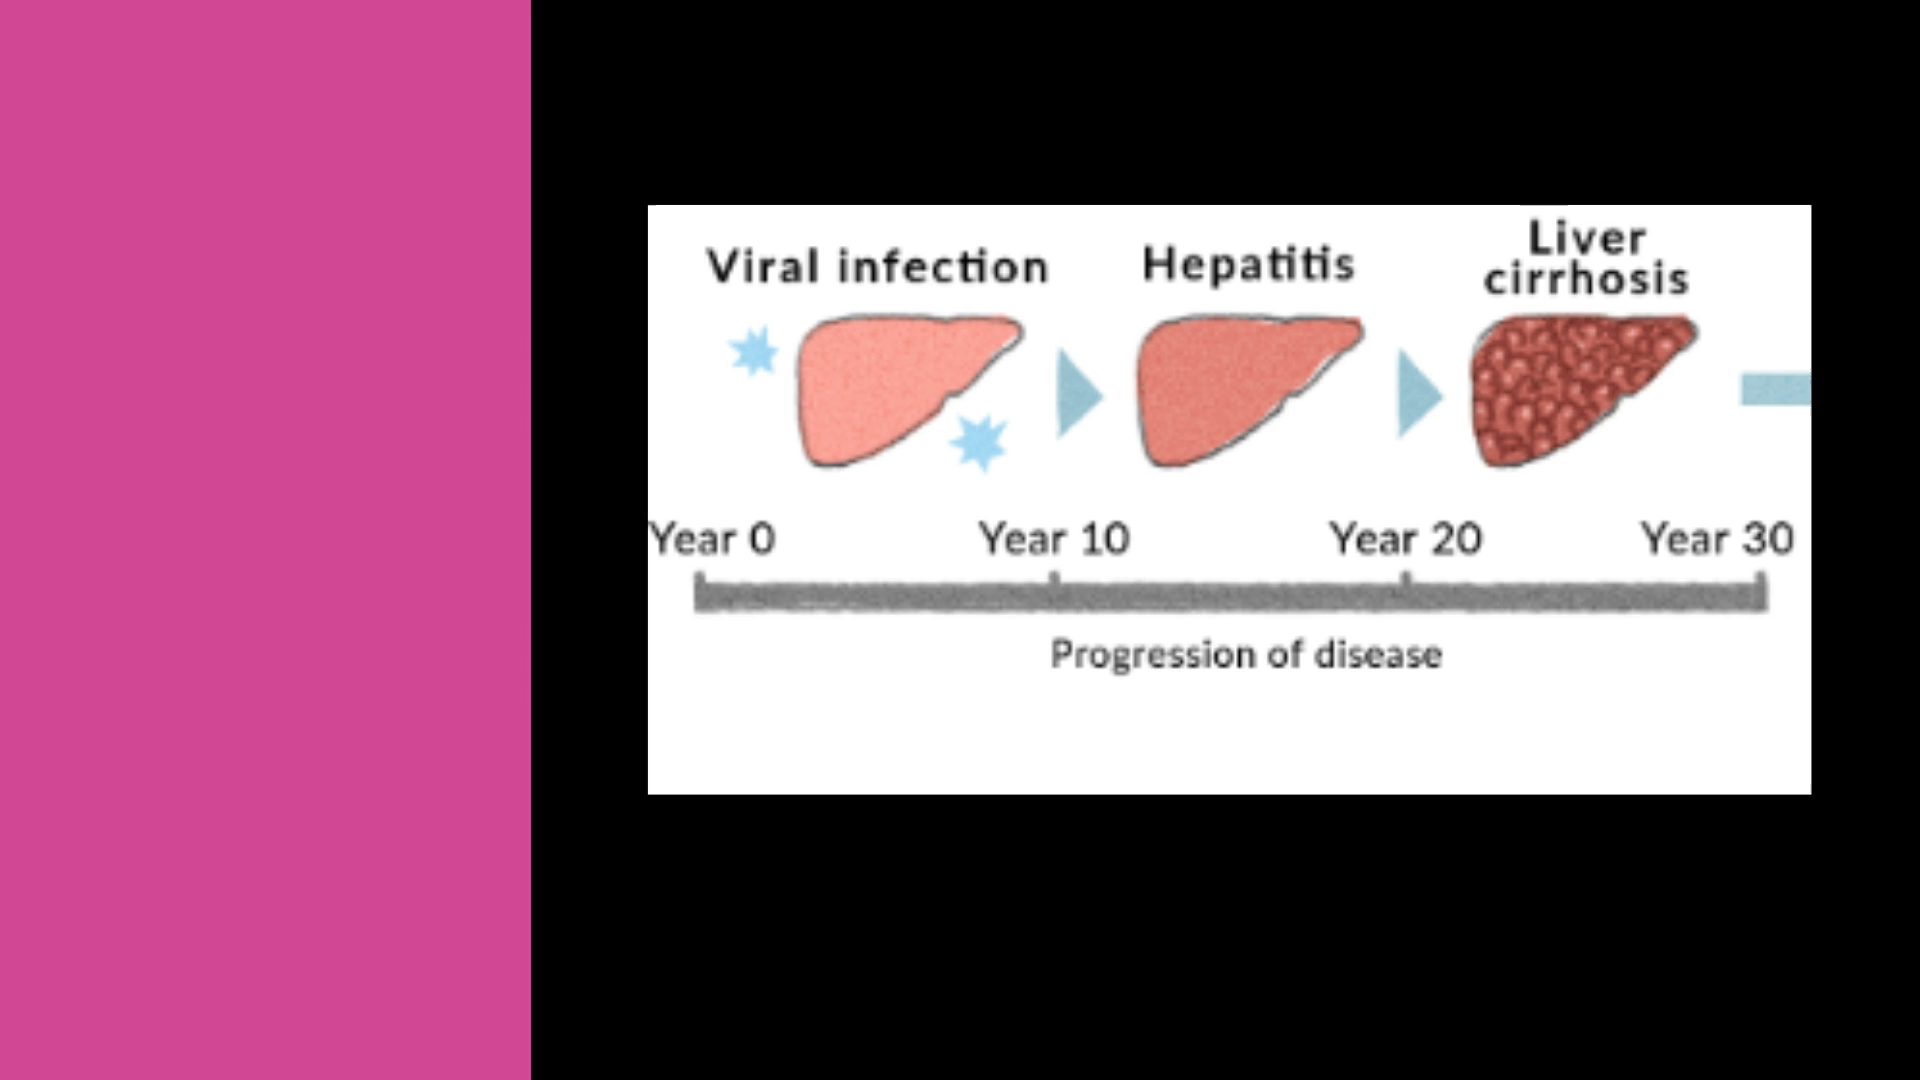 Viral infection
Hepatitis
Liver
cirrhosis
Year 0
Year 10
Year 20
Year 30
Progression of disease